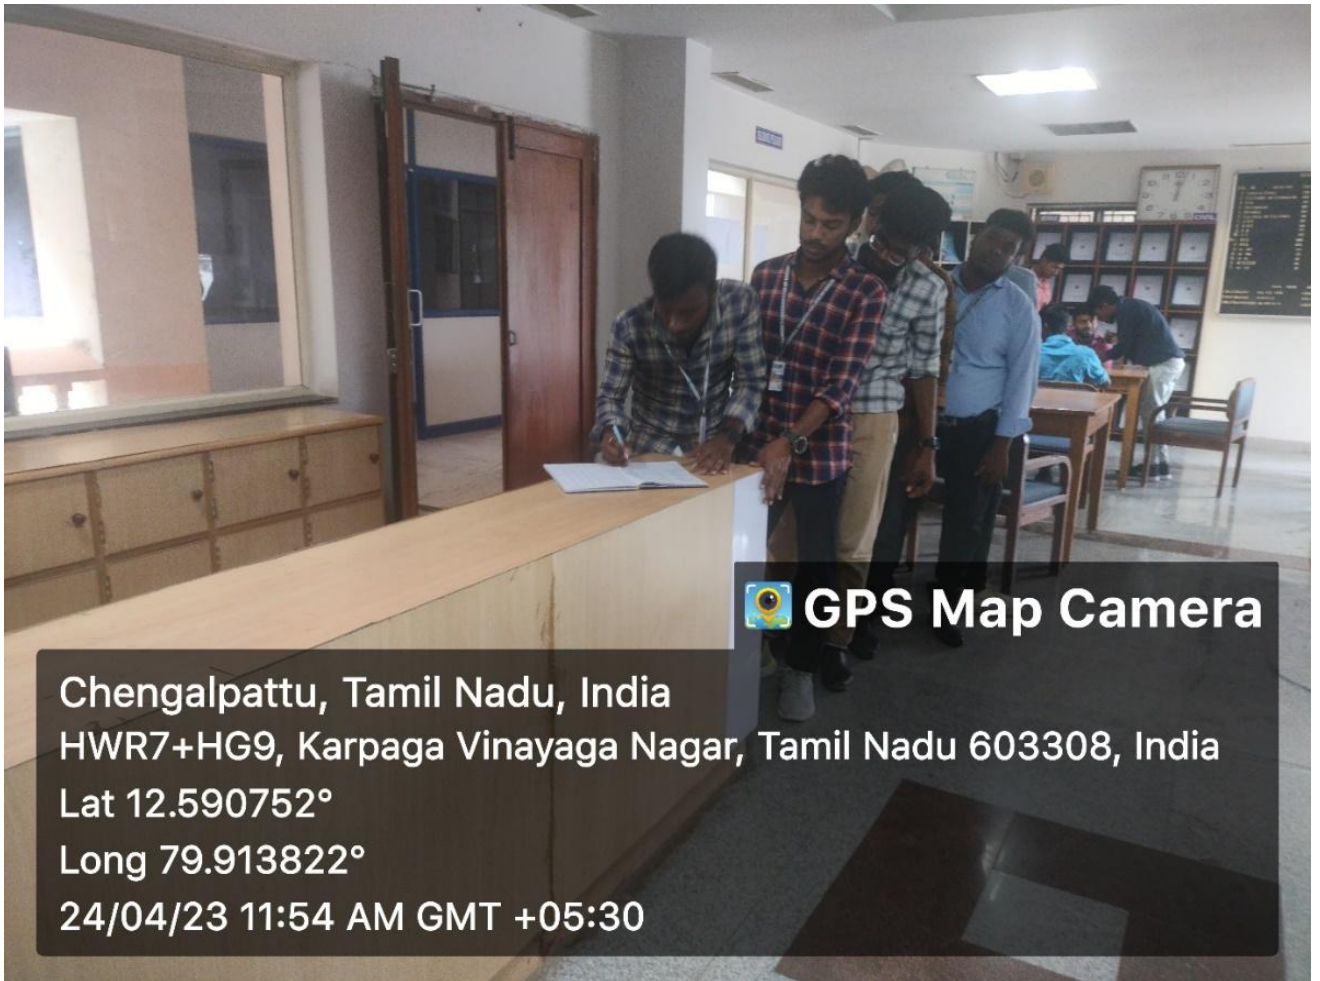 GPS Map Camera
Chengalpattu, Tamil Nadu, India
HWR7+HG9, Karpaga Vinayaga Nagar, Tamil Nadu 603308, India
Lat 12.590752°
Long 79.913822°
24/04/23 11:54 AM GMT +05:30